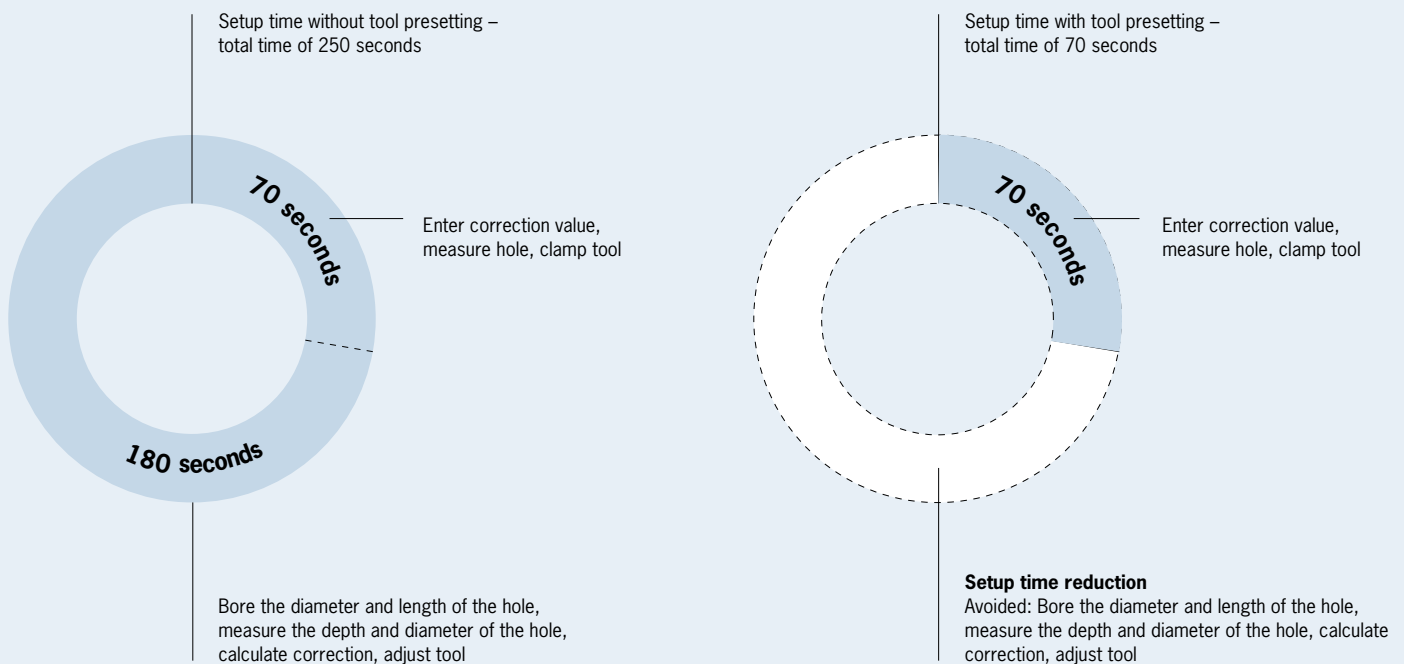 Setup time without tool presetting –
total time of 250 seconds
70 seconds
Enter correction value,
measure hole, clamp tool
180 seconds
Bore the diameter and length of the hole,
measure the depth and diameter of the hole,
calculate correction, adjust tool
Setup time with tool presetting –
total time of 70 seconds
70 seconds
Enter correction value,
measure hole, clamp tool
Setup time reduction
Avoided: Bore the diameter and length of the hole,
measure the depth and diameter of the hole, calculate
correction, adjust tool